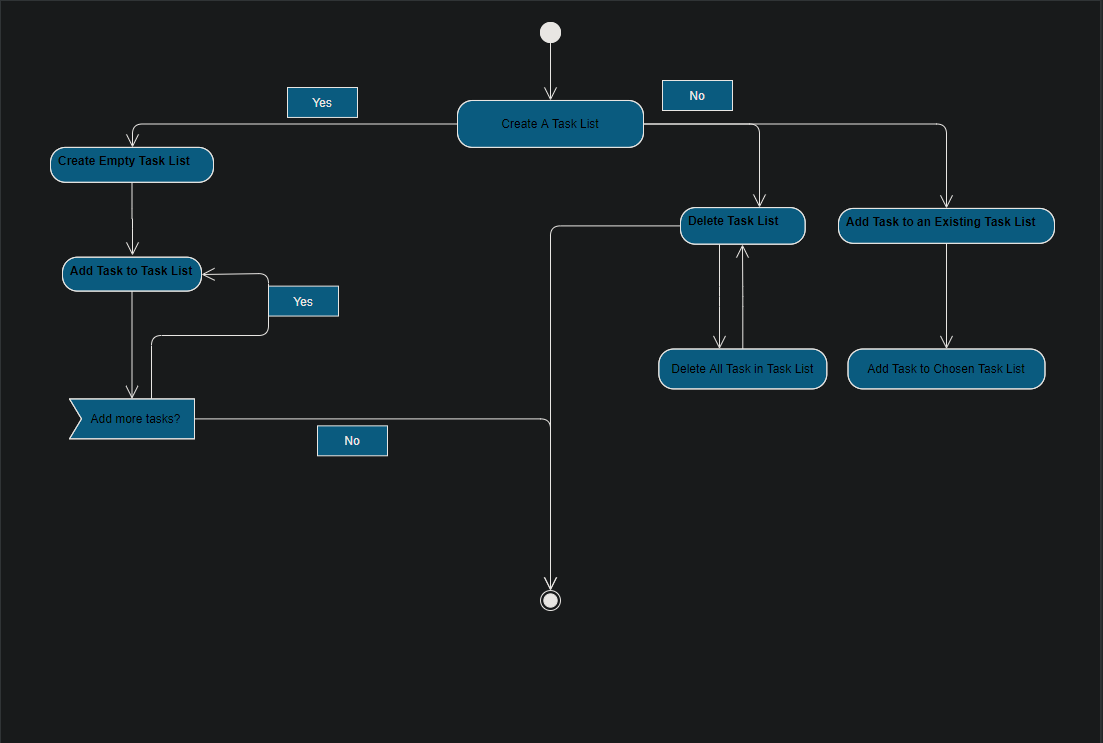 Yes
No
Create A Task List
Create Empty Task List
Delete Task List
Add Task to an Existing Task List
Add Task to Task List
Yes
Delete All Task in Task List
Add Task to Chosen Task List
Add more tasks?
No